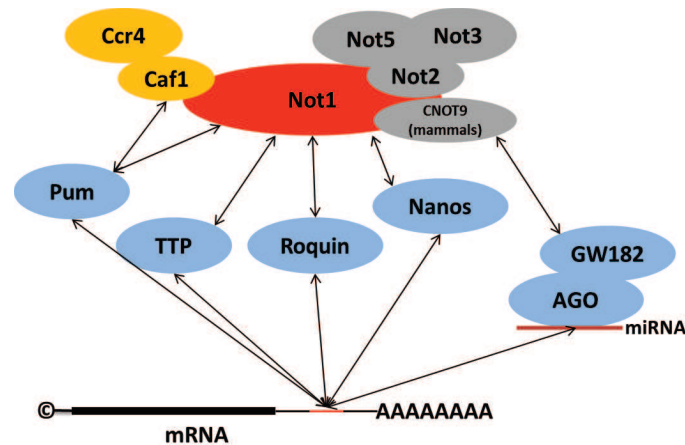 Ccr4
Not5
Not3
Caf1
Not2
Not1
CNOT9
(mammals)
Pum
Nanos
TTP
Roquin
GW182
AGO
miRNA
©
AAAAAAAA
mRNA